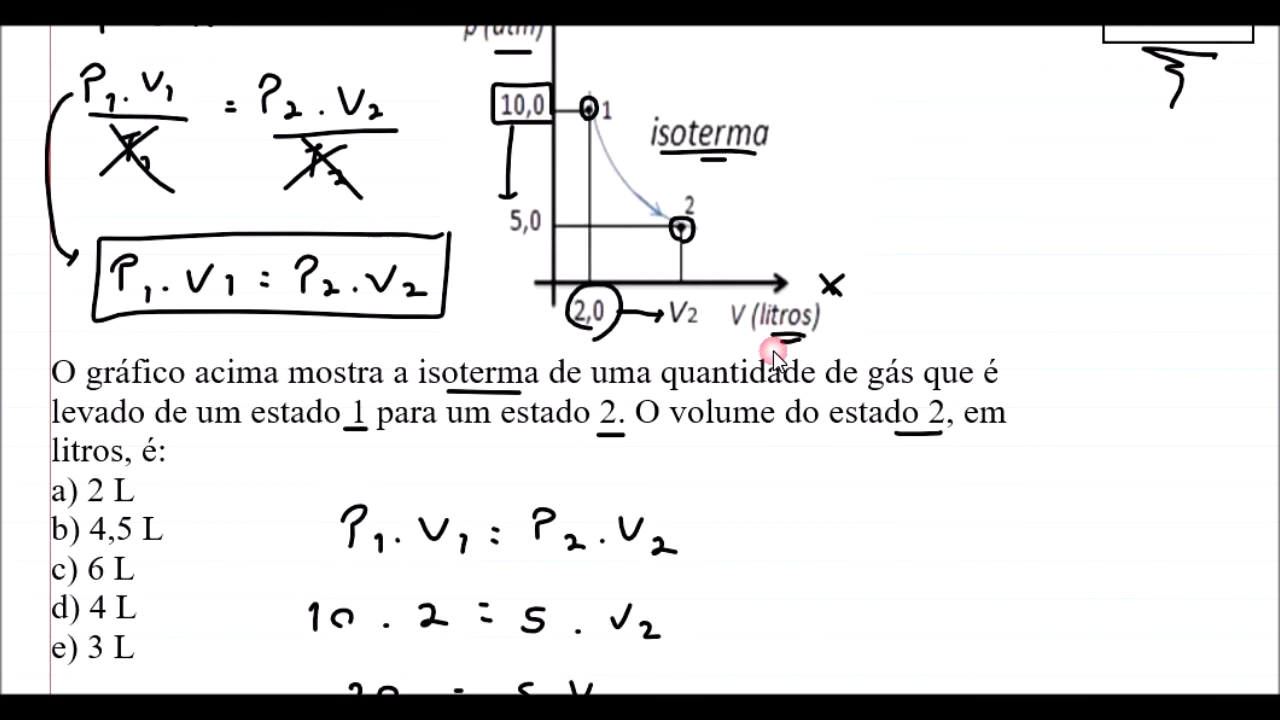 p (atm)
P1. V1 = P2. V2
T1 T2
10,0 1
isoterma
2
5,0
P1. V1 = P2. V2
2,0 V2 V (litros) x
O gráfico acima mostra a isoterma de uma quantidade de gás que é
levado de um estado 1 para um estado 2. O volume do estado 2, em
litros, é:
a) 2 L
b) 4,5 L
c) 6 L
d) 4 L
e) 3 L
P1. V1 = P2. V2
10 . 2 = 5 . V2
20 = 5 V